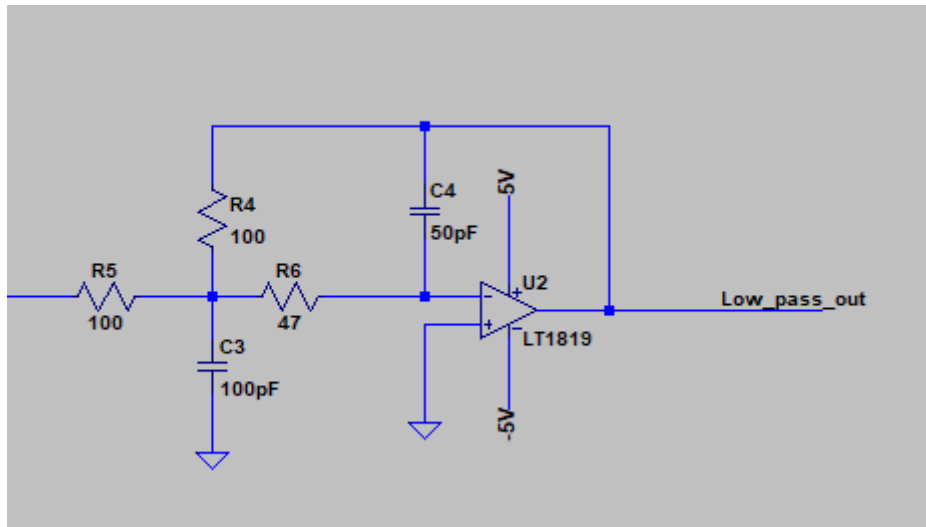 C4
50pF
5V
R4
100
R5
100
R6
47
U2
LT1819
Low_pass_out
C3
100pF
-5V